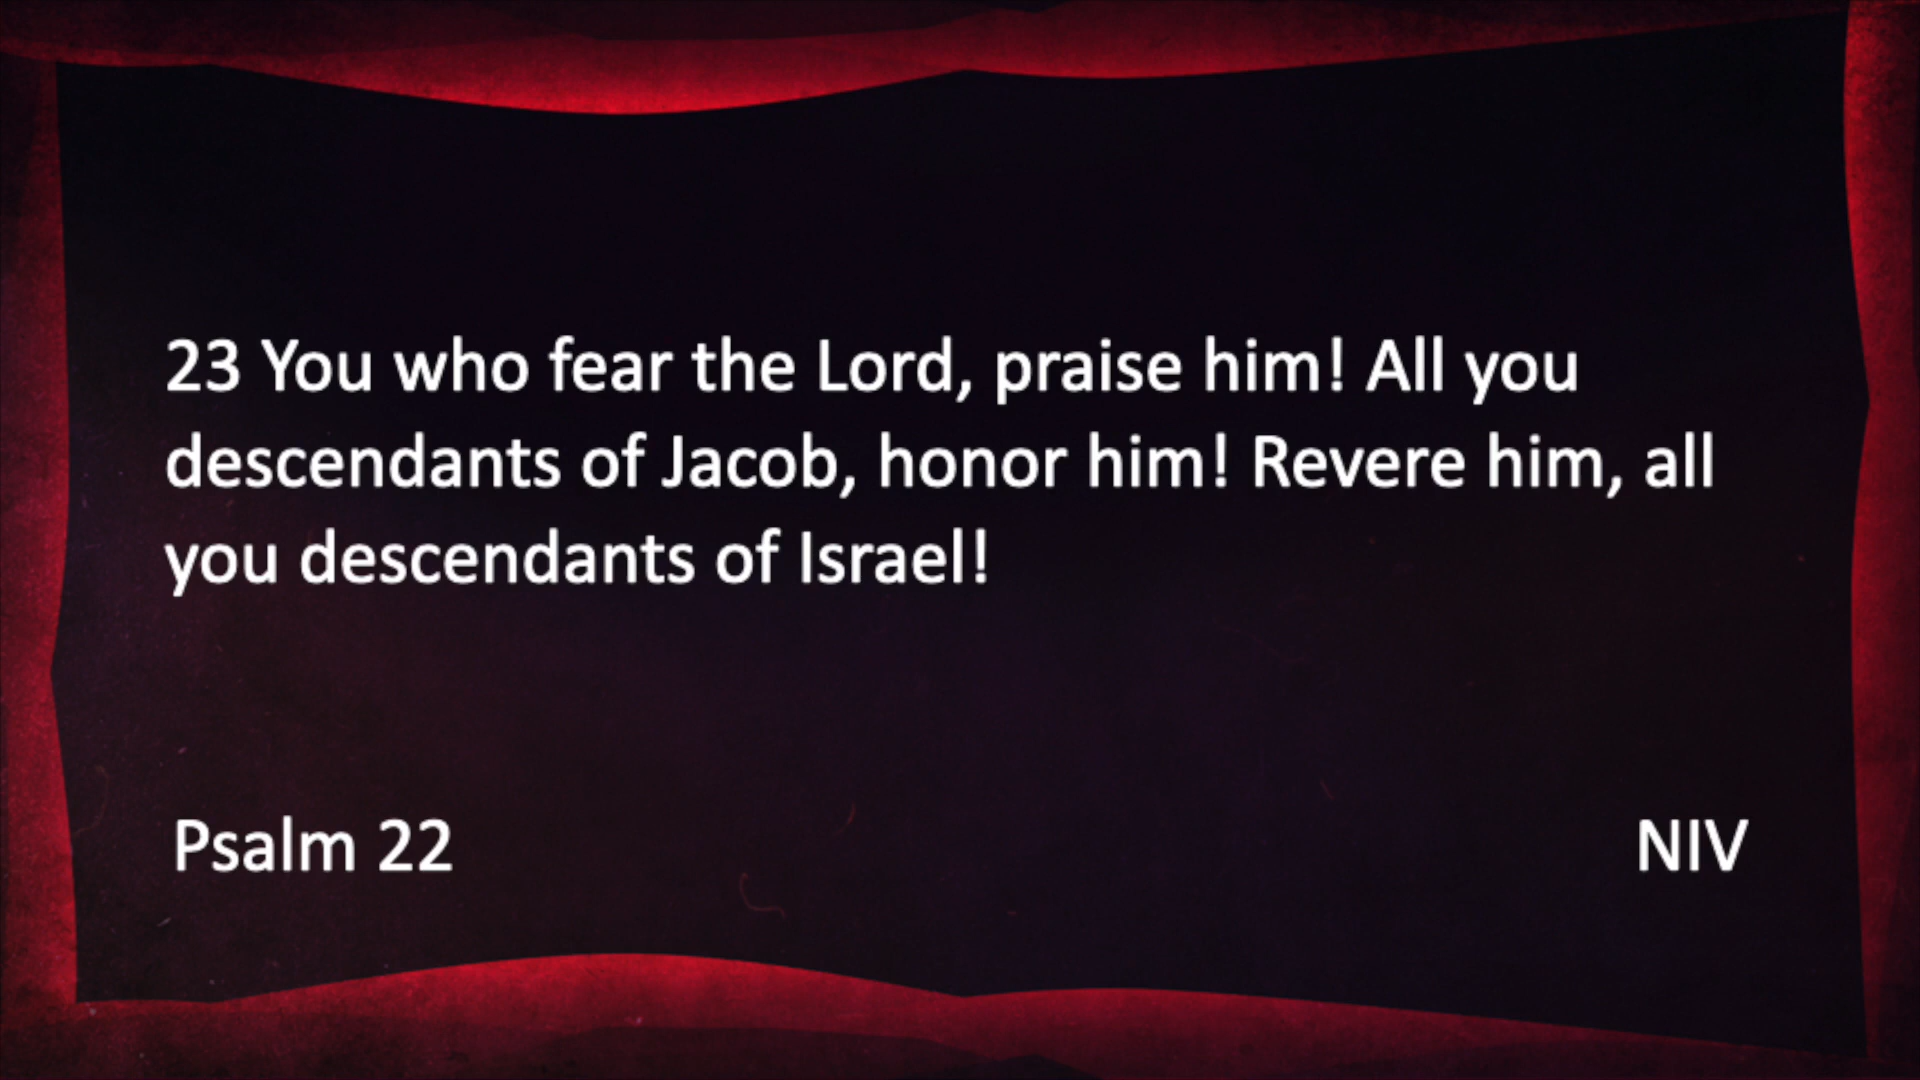 23 You who fear the Lord, praise him! All you
descendants of Jacob, honor him! Revere him, all
you descendants of Israel!
Psalm 22
NIV